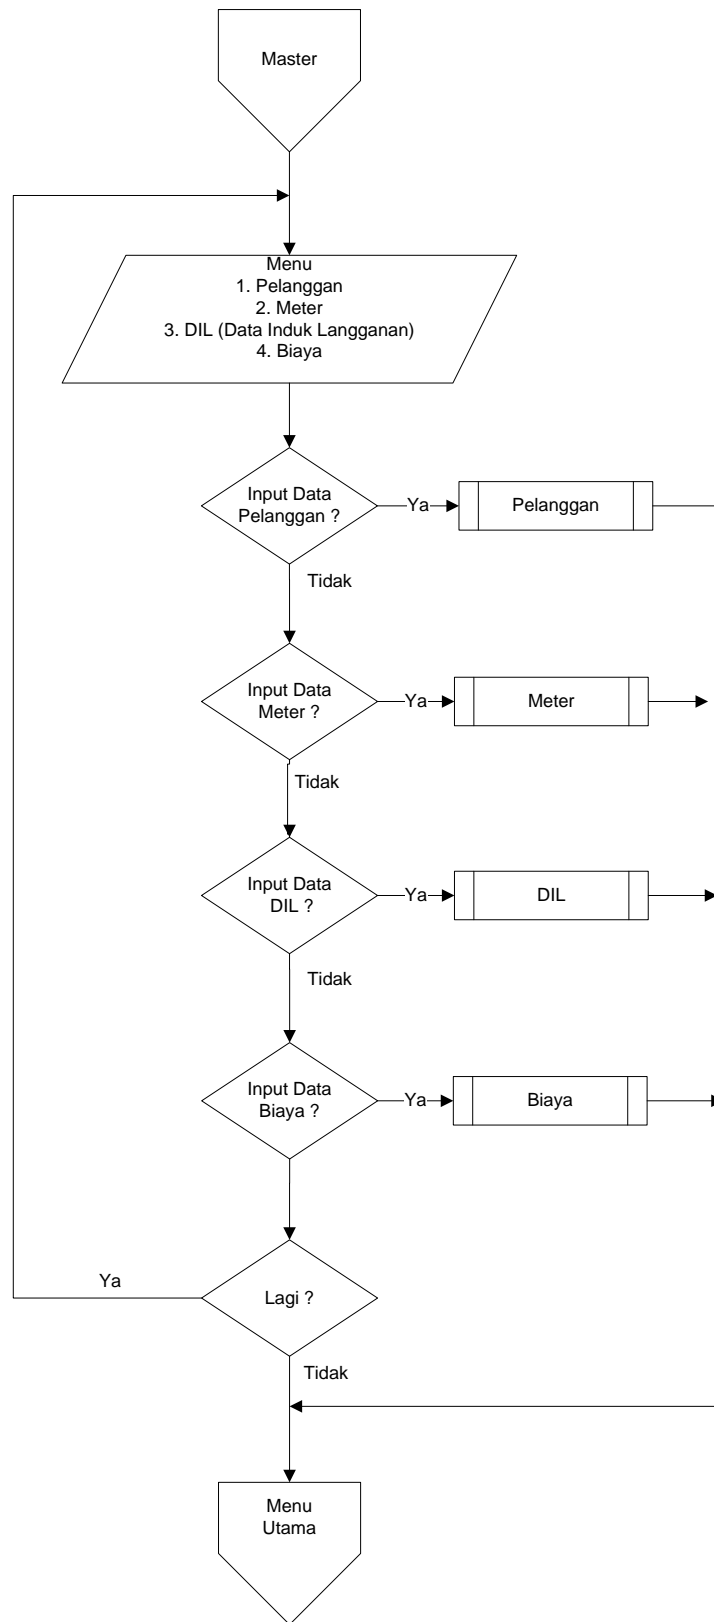 Master
Menu
1. Pelanggan
2. Meter
3. DIL (Data Induk Langganan)
4. Biaya
Input Data
Pelanggan ?
Ya
Pelanggan
Tidak
Input Data
Meter ?
Ya
Meter
Tidak
Input Data
DIL ?
Ya
DIL
Tidak
Input Data
Biaya ?
Ya
Biaya
Ya
Lagi ?
Tidak
Menu
Utama